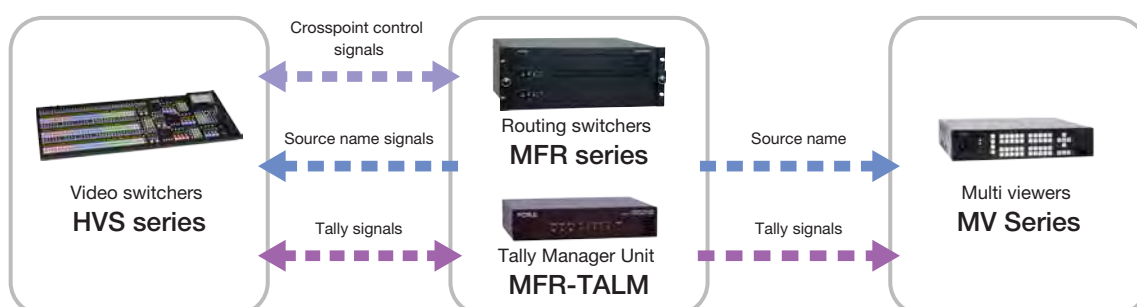 Crosspoint control
signals
Source name signals
Tally signals
Video switchers
HVS series
Routing switchers
MFR series
Tally Manager Unit
MFR-TALM
Source name
Tally signals
Multi viewers
MV Series